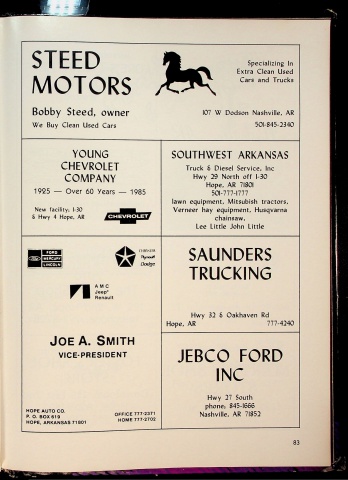 STEED
MOTORS
Specializing In
Extra Clean Used
Cars and Trucks
Bobby Steed, owner
We Buy Clean Used Cars
107 W Dodson Nashville, AR
501-845-2340
YOUNG
CHEVROLET
COMPANY
1925 — Over 60 Years — 1985
New facility, I-30
& Hwy 4 Hope, AR
CHEVROLET
SOUTHWEST ARKANSAS
Truck & Diesel Service, Inc
Hwy 29 North off I-30
Hope, AR 71801
501-777-1777
lawn equipment, Mitsubish tractors,
Verneer hay equipment, Husqvarna
chainsaw.
Lee Little John Little
FORD
MERCURY
LINCOLN
CHRYSLER
Plymouth
Dodge
AMC
Jeep
Renault
JOE A. SMITH
VICE-PRESIDENT
HOPE AUTO CO.
P. O. BOX 619
HOPE, ARKANSAS 71801
OFFICE 777-2371
HOME 777-2702
SAUNDERS
TRUCKING
Hwy 32 & Oakhaven Rd
Hope, AR 777-4240
JEBCO FORD
INC
Hwy 27 South
phone: 845-1666
Nashville, AR 71852
83